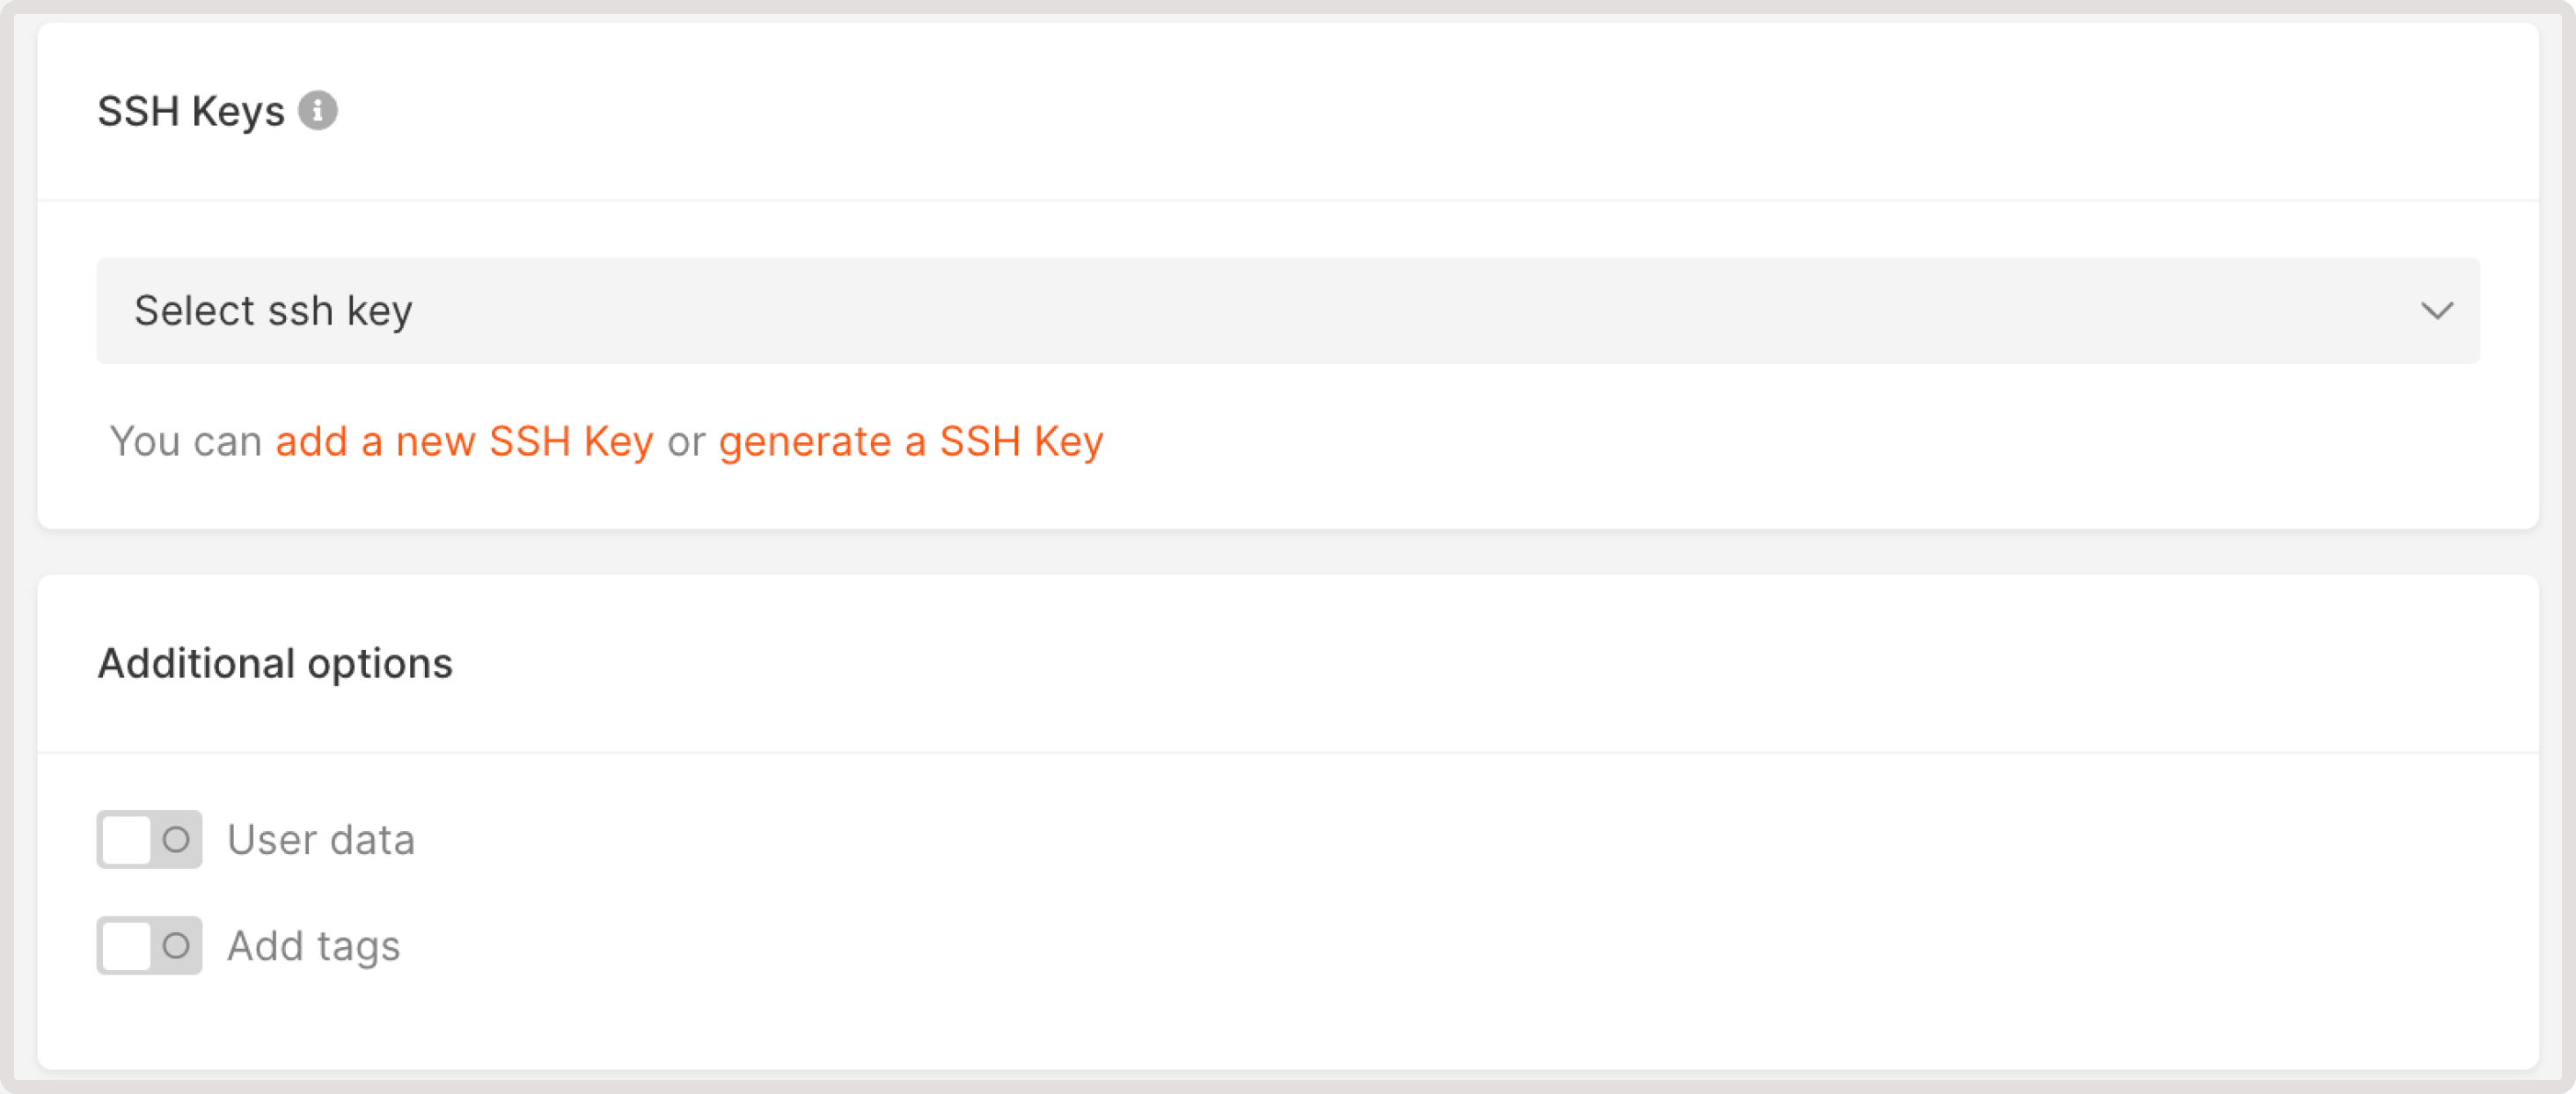 SSH Keys
Select ssh key
You can add a new SSH Key or generate a SSH Key
Additional options
User data
Add tags